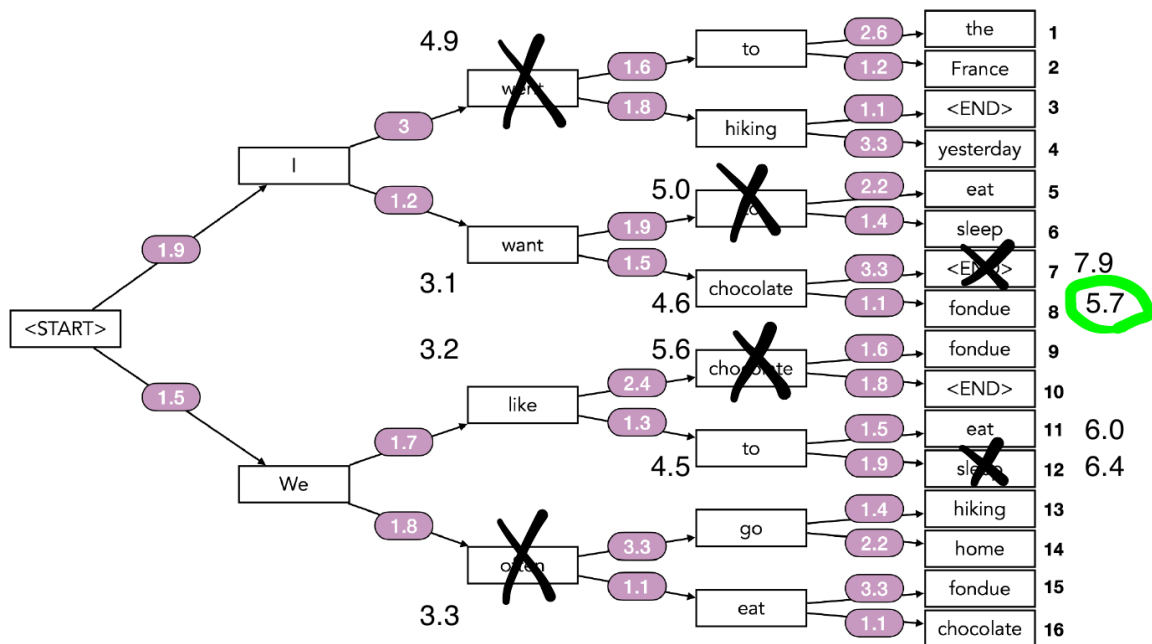 2.6 the 1
4.9
to
1.6
1.2 France 2
went
1.8
1.1 <END> 3
3
hiking
3.3 yesterday 4
I
5.0
2.2 eat 5
1.2
1.4 sleep 6
1.9
want
1.9
1.5
3.3 <END> 7 7.9
3.1
4.6
chocolate
1.1 fondue 8 5.7
<START>
3.2
5.6
1.6 fondue 9
chocolate
2.4
1.8 <END> 10
1.5
like
1.3
1.5 eat 11 6.0
1.7
4.5
to
1.9 sleep 12 6.4
We
1.4 hiking 13
1.8
go
3.3
2.2 home 14
often
1.1
3.3 fondue 15
3.3
eat
1.1 chocolate 16